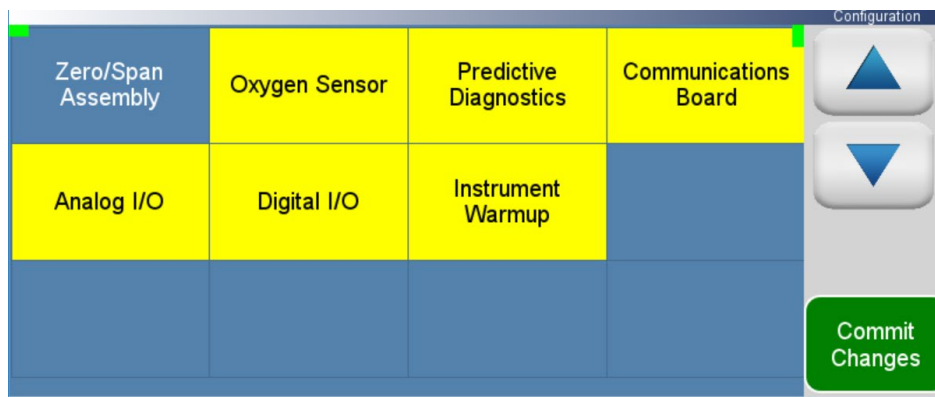 Configuration
Zero/Span
Assembly
Oxygen Sensor
Predictive
Diagnostics
Communications
Board
Analog I/O
Digital I/O
Instrument
Warmup
Commit
Changes